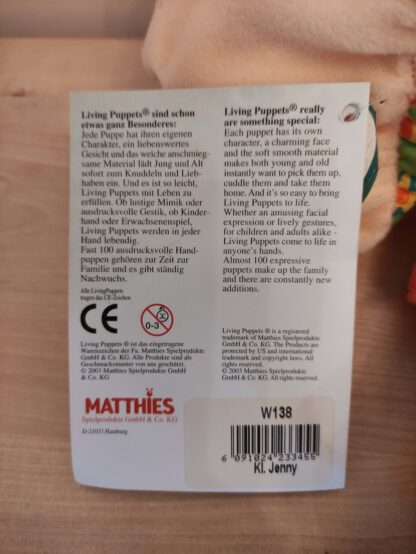 Living Puppets® sind schon
etwas ganz Besonderes:
Jede Puppe hat ihren eigenen
Charakter, ein liebenswertes
Gesicht und das weiche anschmieg-
same Material lädt Jung und Alt
sofort zum Knuddeln und Lieb-
haben ein. Und es ist so leicht,
Living Puppets mit Leben zu
erfüllen. Ob lustige Mimik oder
ausdrucksvolle Gestik, ob Kinder-
hand oder Erwachsenenspiel,
Living Puppets werden in jeder
Hand lebendig.
Fast 100 ausdrucksvolle Hand-
puppen gehören zur Zeit zur
Familie und es gibt ständig
Nachwuchs.
Alle LivingPuppets
tragen das CE-Zeichen
CE
0-3
Living Puppets ® ist das eingetragene
Warenzeichen der Fa. Matthies Spielprodukte
GmbH & Co. KG. Alle Produkte sind als
Geschmacksmuster von uns geschützt.
© 2003 Matthies Spielprodukte GmbH
& Co. KG
MATTHIES
Spielprodukte GmbH & Co. KG
D-21033 Hamburg
Living Puppets® really
are something special:
Each puppet has its own
character, a charming face
and the soft smooth material
makes both young and old
instantly want to pick them up,
cuddle them and take them
home. And it's so easy to bring
Living Puppets to life.
Whether an amusing facial
expression or lively gestures,
for children and adults alike -
Living Puppets come to life in
anyone's hands.
Almost 100 expressive
puppets make up the family
and there are constantly new
additions.
Living Puppets ® is a registered
trademark of Matthies Spielprodukte
GmbH & Co. KG. The Products are
protected by US and international
trademark and copyright laws.
© 2003 Matthies Spielprodukte GmbH
& Co. KG. All rights reserved.
W138
6 091024 233455
Kl. Jenny